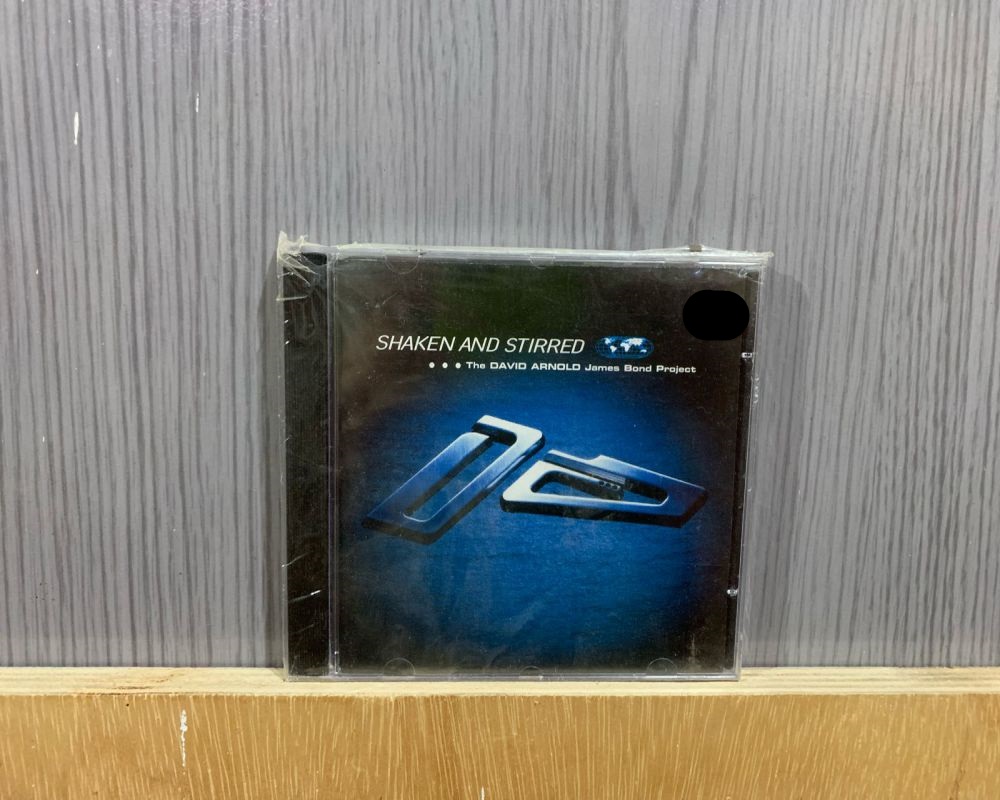 SHAKEN AND STIRRED
• • • The DAVID ARNOLD James Bond Project